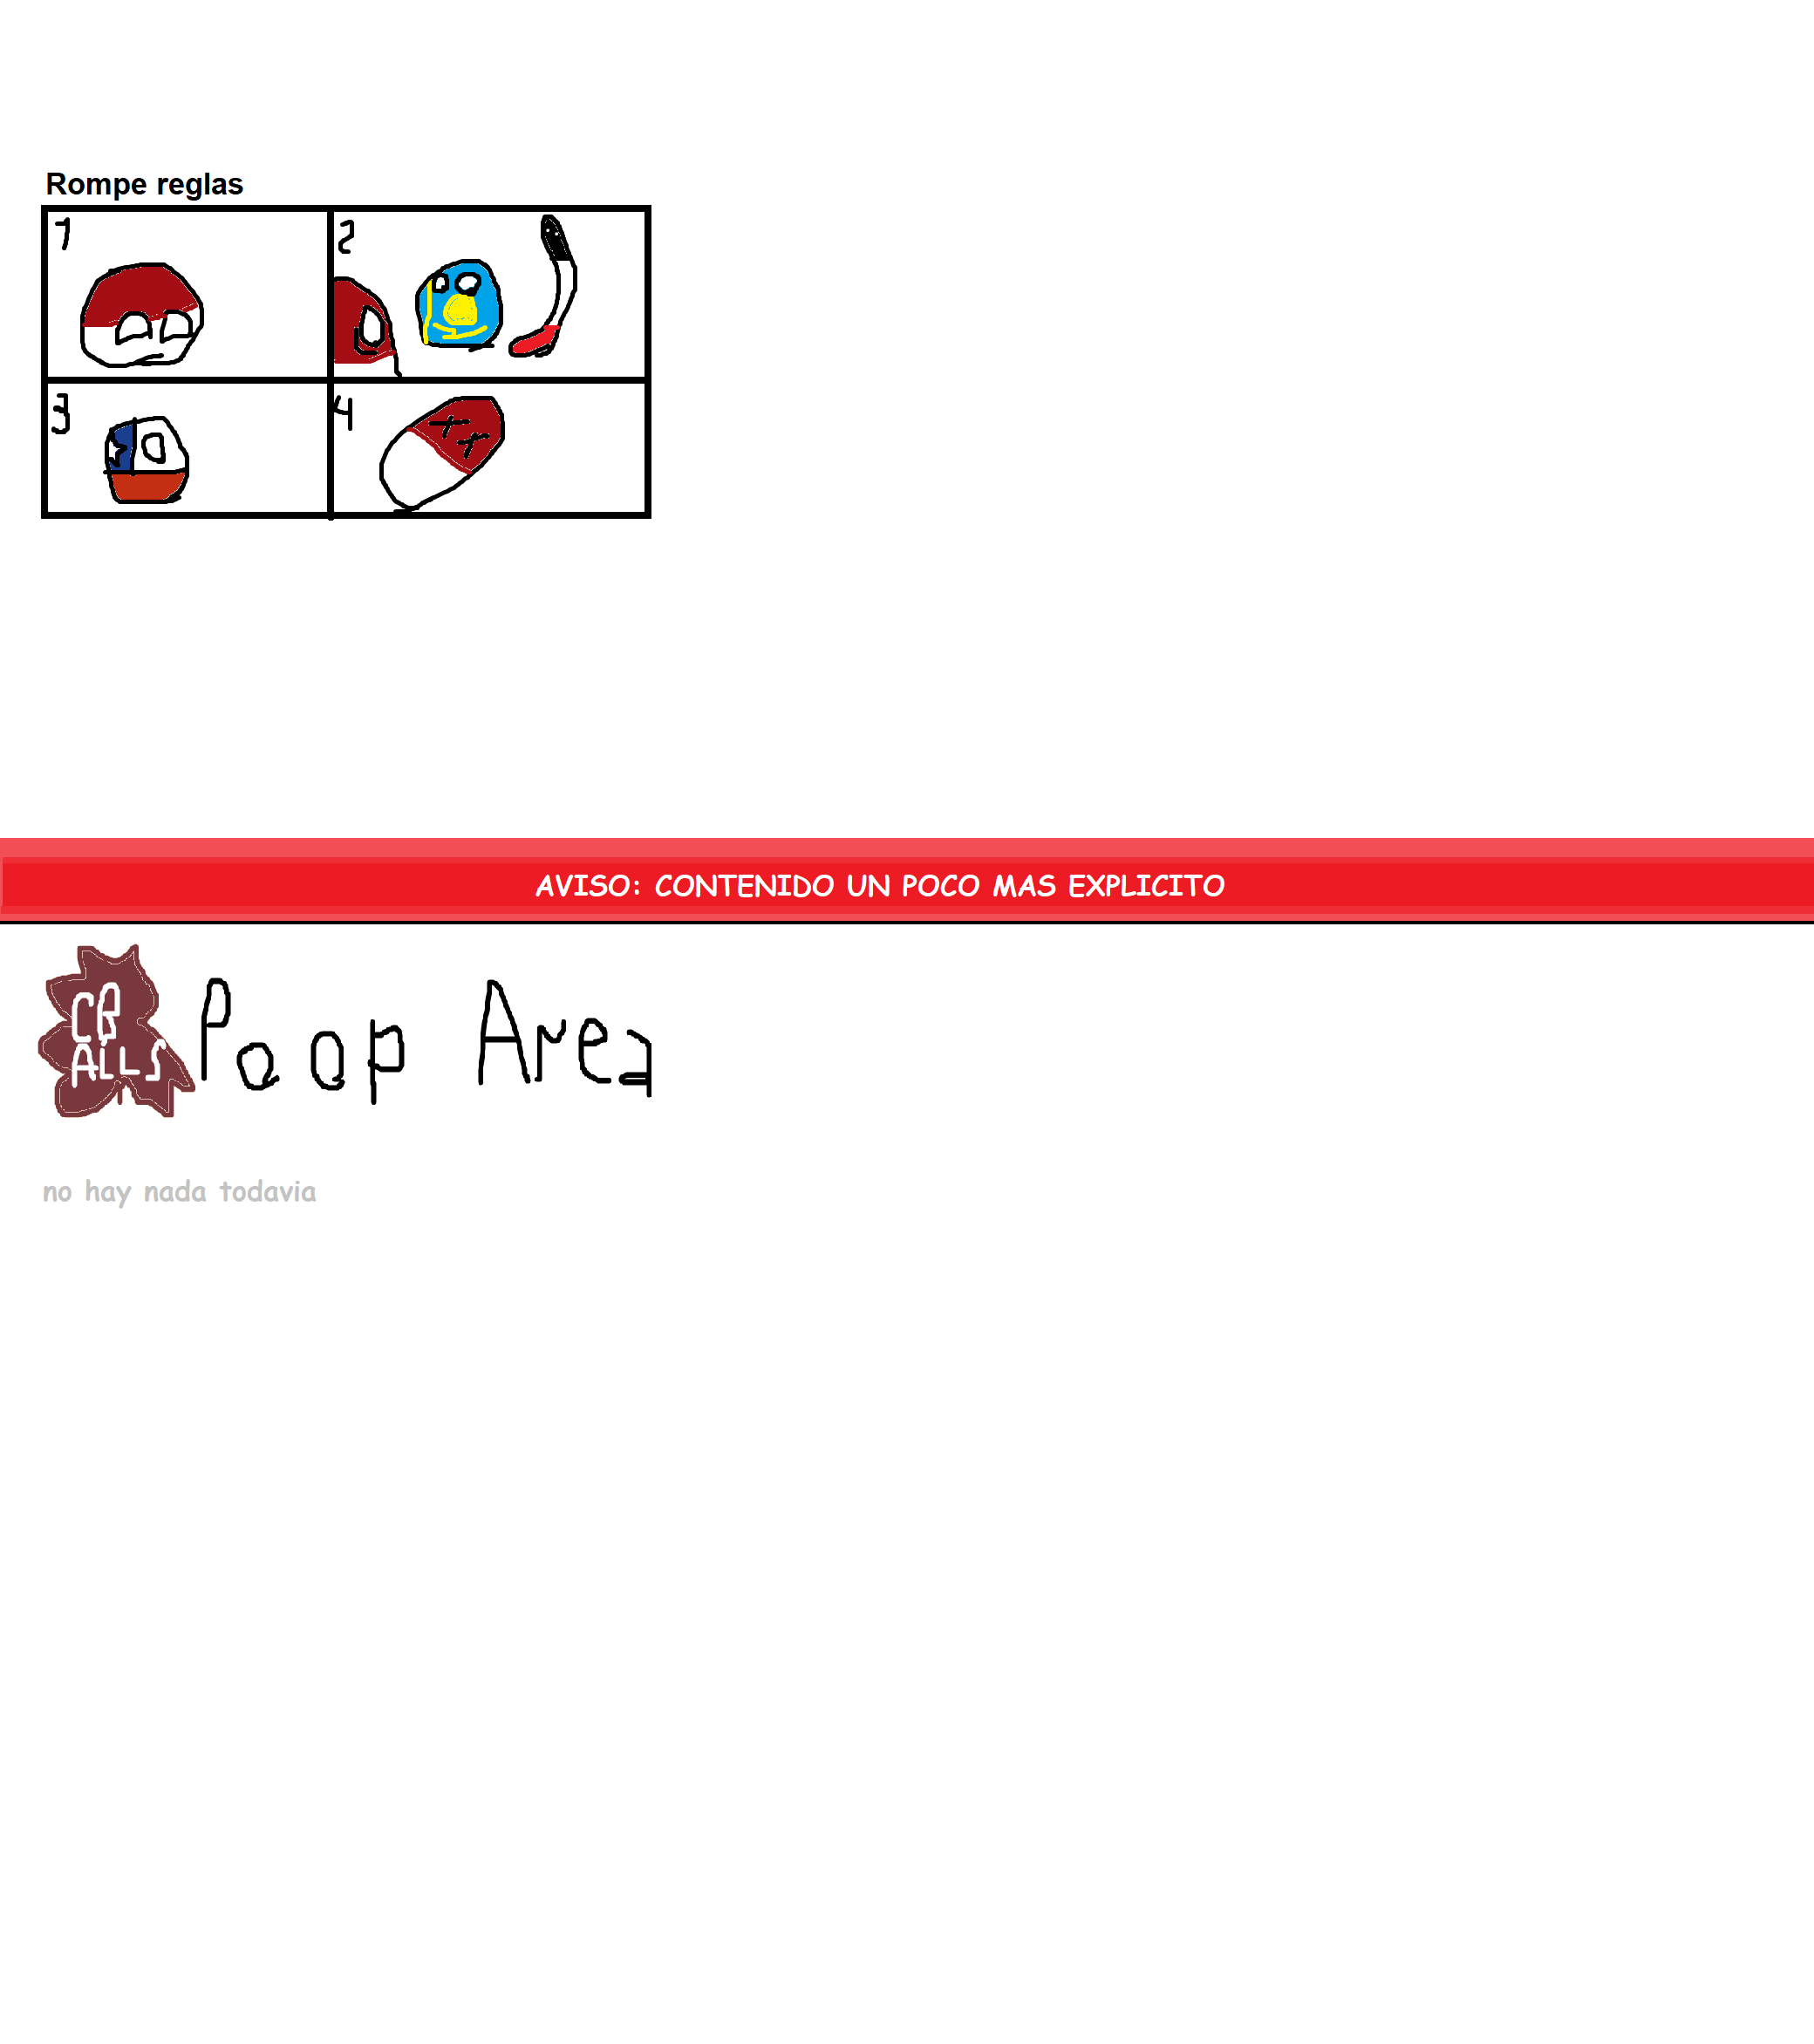 Rompe reglas
1
2
3
4
AVISO: CONTENIDO UN POCO MAS EXPLICITO
CR
ALLS
Poop Area
no hay nada todavia